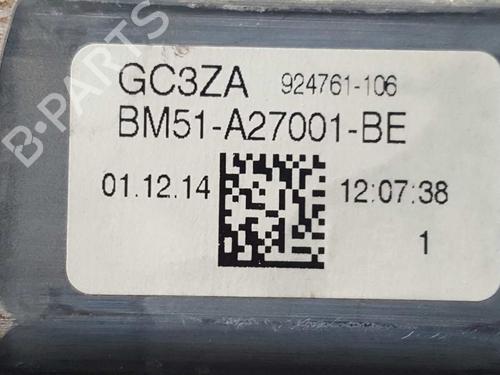 GC3ZA 924761-106
BM51-A27001-BE
01.12.14 12:07:38
1
B-PARTS